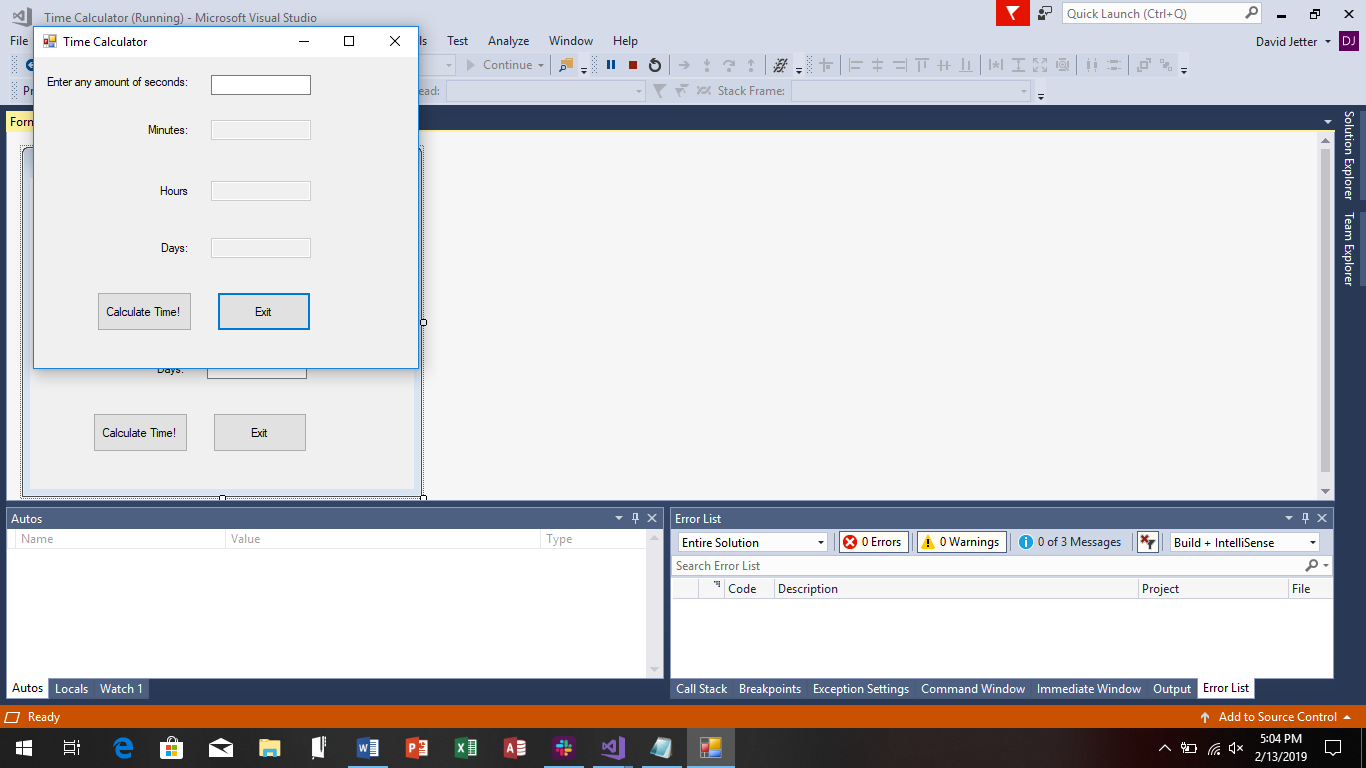 Time Calculator (Running) - Microsoft Visual Studio
Quick Launch (Ctrl+Q)
File
Test Analyze Window Help
David Jetter DJ
Continue
Stack Frame:
Time Calculator
Enter any amount of seconds:
Minutes:
Hours
Days:
Calculate Time! Exit
Days:
Calculate Time! Exit
Solution Explorer
Team Explorer
Autos
Name Value Type
Autos Locals Watch 1
Error List
Entire Solution 0 Errors 0 Warnings 0 of 3 Messages Build + IntelliSense
Search Error List
Code Description Project File
Call Stack Breakpoints Exception Settings Command Window Immediate Window Output Error List
Ready
Add to Source Control
5:04 PM
2/13/2019